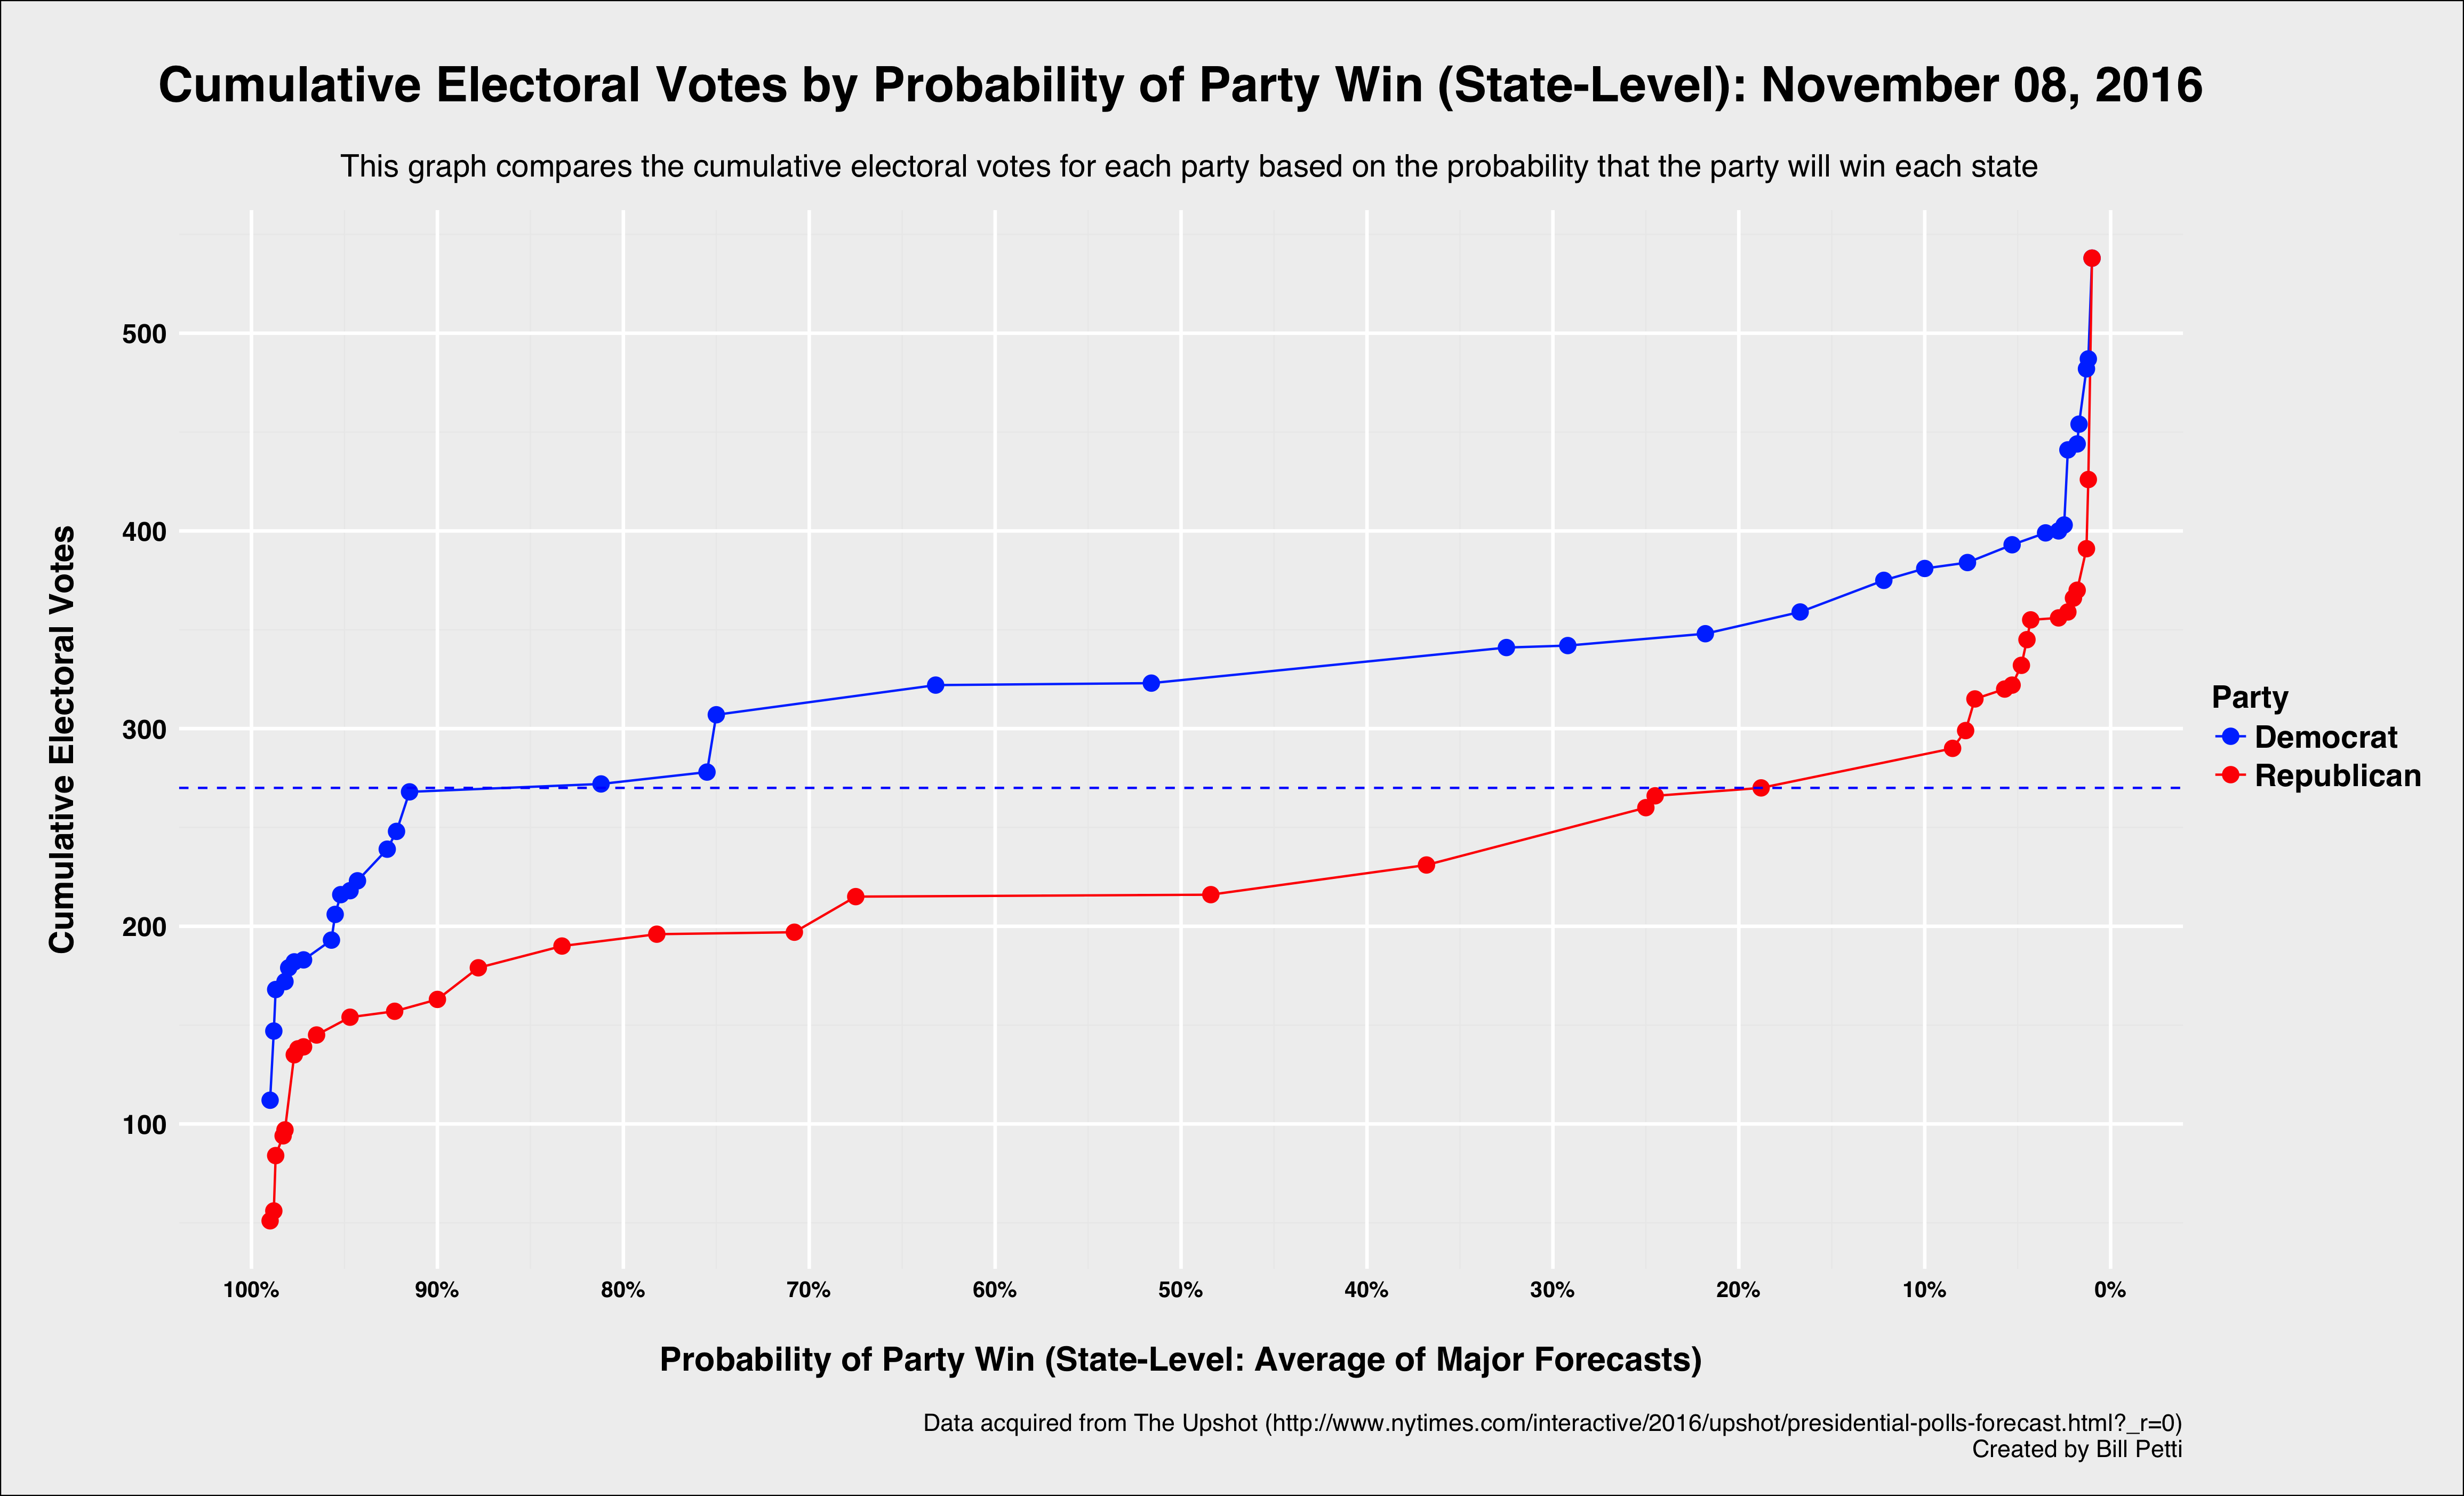 Cumulative Electoral Votes by Probability of Party Win (State-Level): November 08, 2016
This graph compares the cumulative electoral votes for each party based on the probability that the party will win each state
Cumulative Electoral Votes
500
400
300
200
100
Party
Democrat
Republican
100% 90% 80% 70% 60% 50% 40% 30% 20% 10% 0%
Probability of Party Win (State-Level: Average of Major Forecasts)
Data acquired from The Upshot (http://www.nytimes.com/interactive/2016/upshot/presidential-polls-forecast.html?_r=0)
Created by Bill Petti